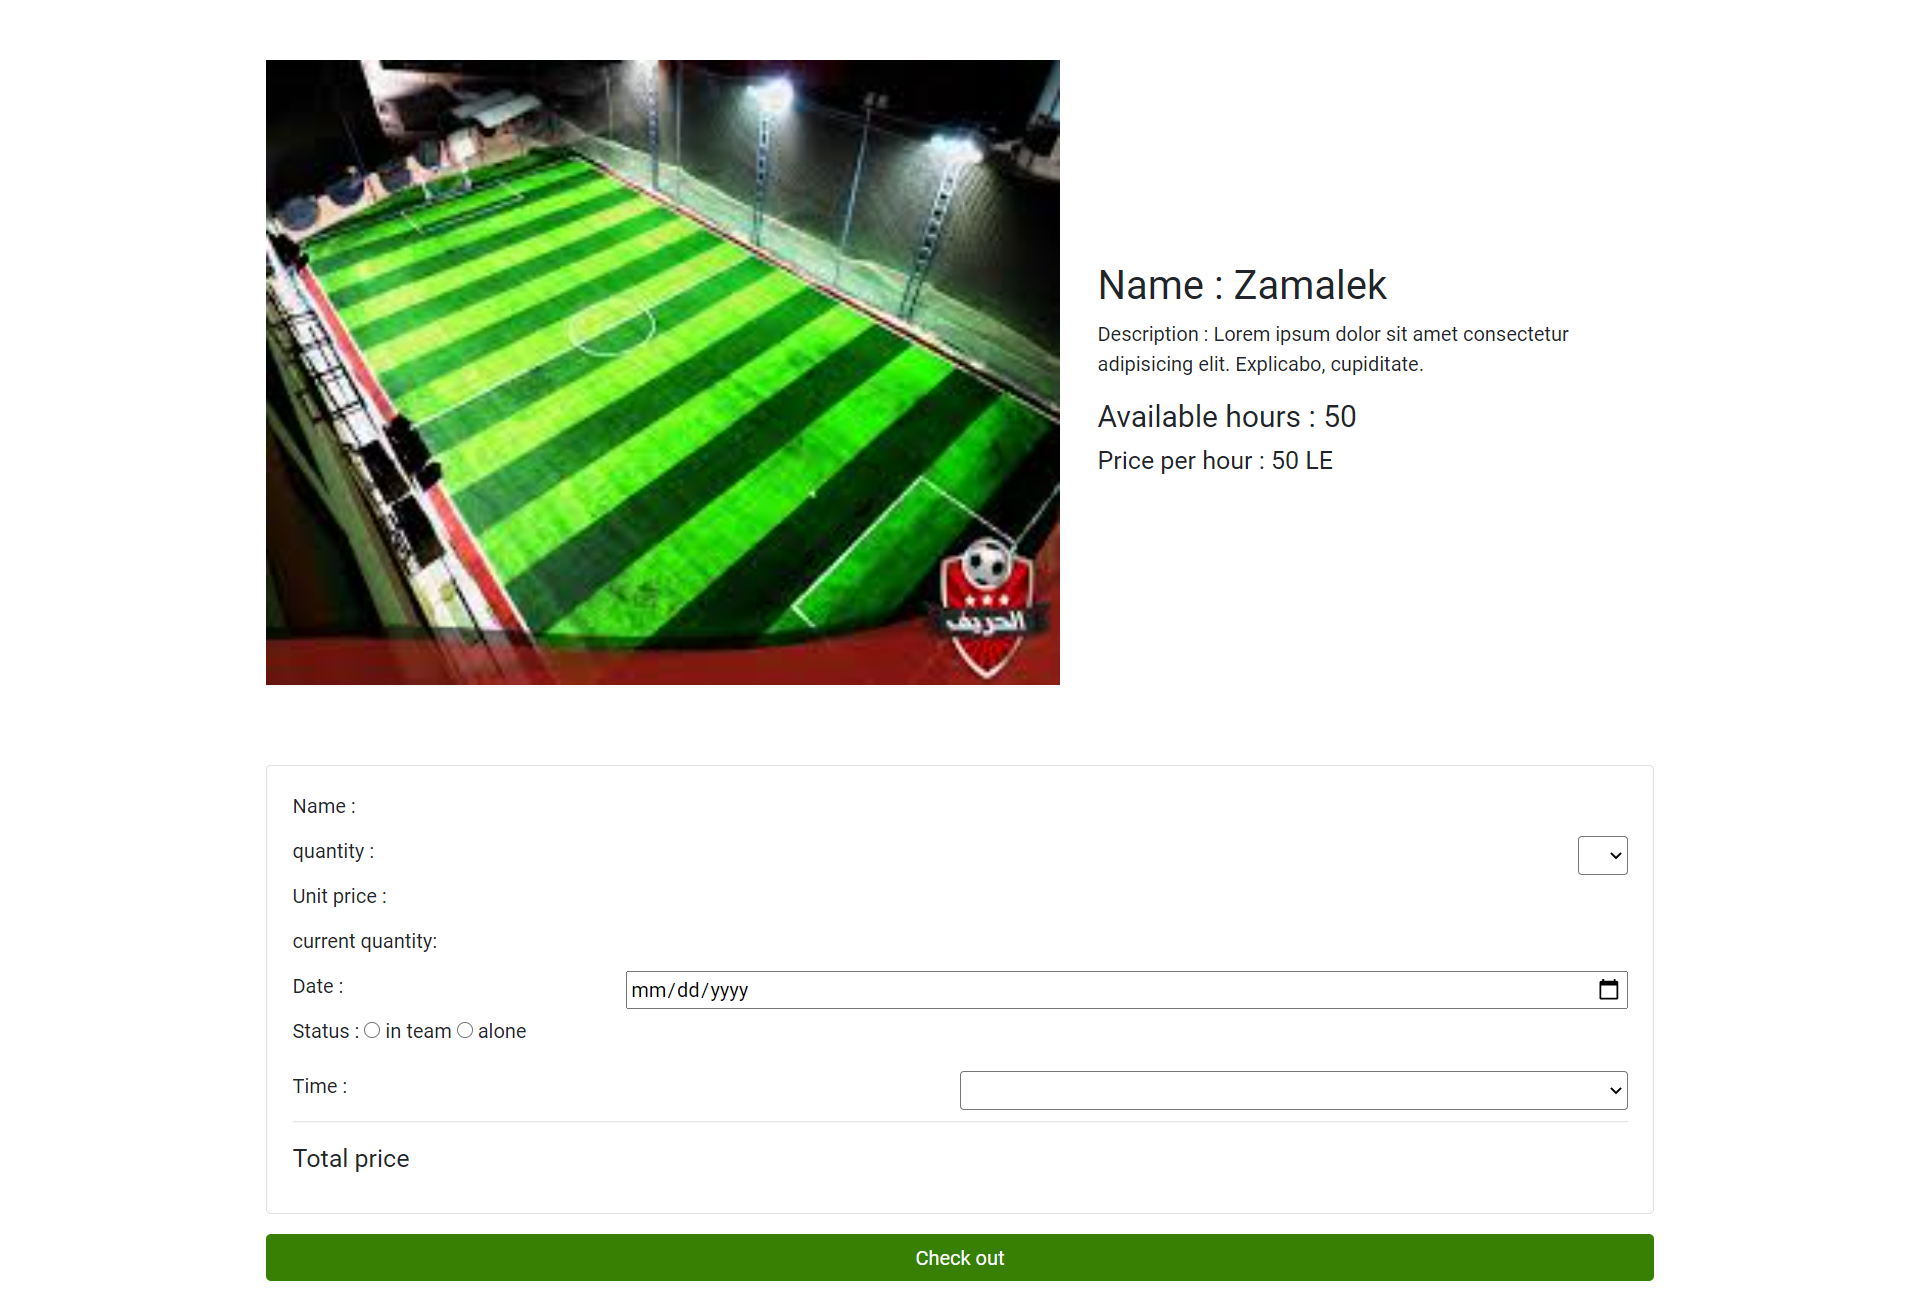 الحريف
Name : Zamalek
Description : Lorem ipsum dolor sit amet consectetur
adipisicing elit. Explicabo, cupiditate.
Available hours : 50
Price per hour : 50 LE
Name :
quantity :
Unit price :
current quantity:
Date :
mm/dd/yyyy
Status : in team alone
Time :
Total price
Check out